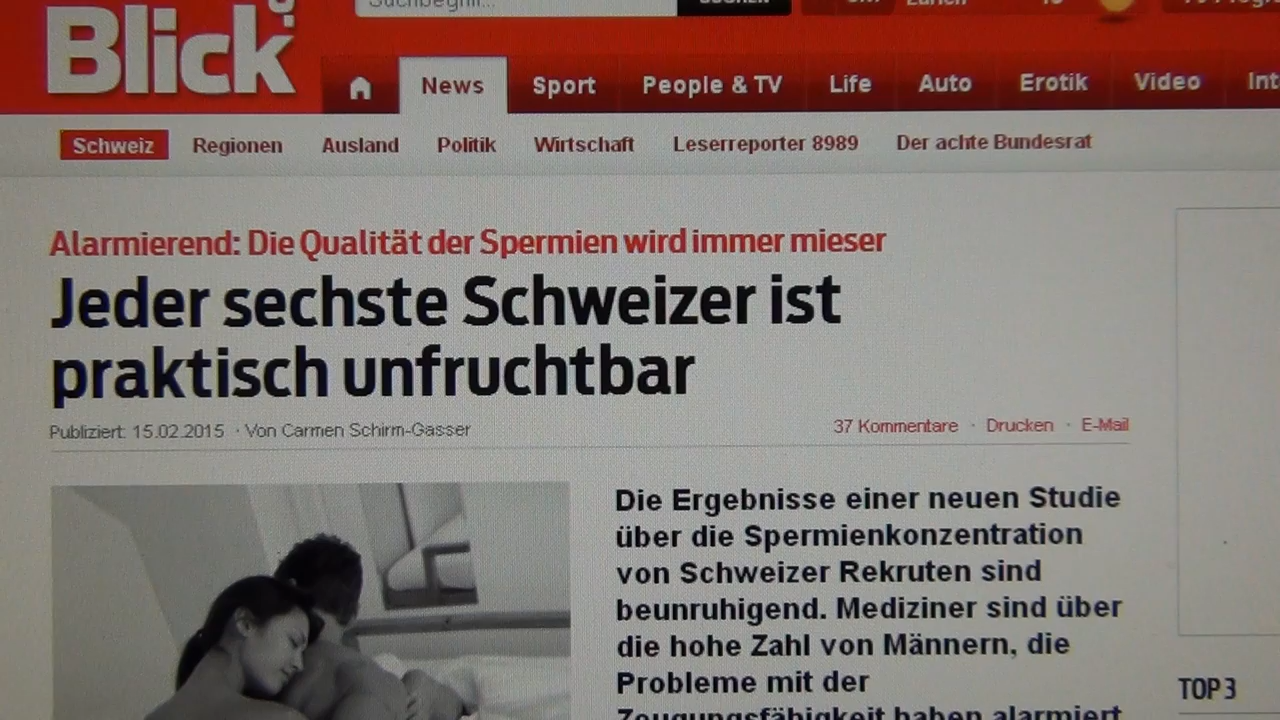 Blick
News Sport People & TV Life Auto Erotik Video
Schweiz Regionen Ausland Politik Wirtschaft Leserreporter 8989 Der achte Bundesrat
Alarmierend: Die Qualität der Spermien wird immer mieser
Jeder sechste Schweizer ist
praktisch unfruchtbar
Publiziert: 15.02.2015 · Von Carmen Schirm-Gasser
37 Kommentare · Drucken · E-Mail
Die Ergebnisse einer neuen Studie
über die Spermienkonzentration
von Schweizer Rekruten sind
beunruhigend. Mediziner sind über
die hohe Zahl von Männern, die
Probleme mit der
Zeugungsfähigkeit haben alarmiert
TOP 3